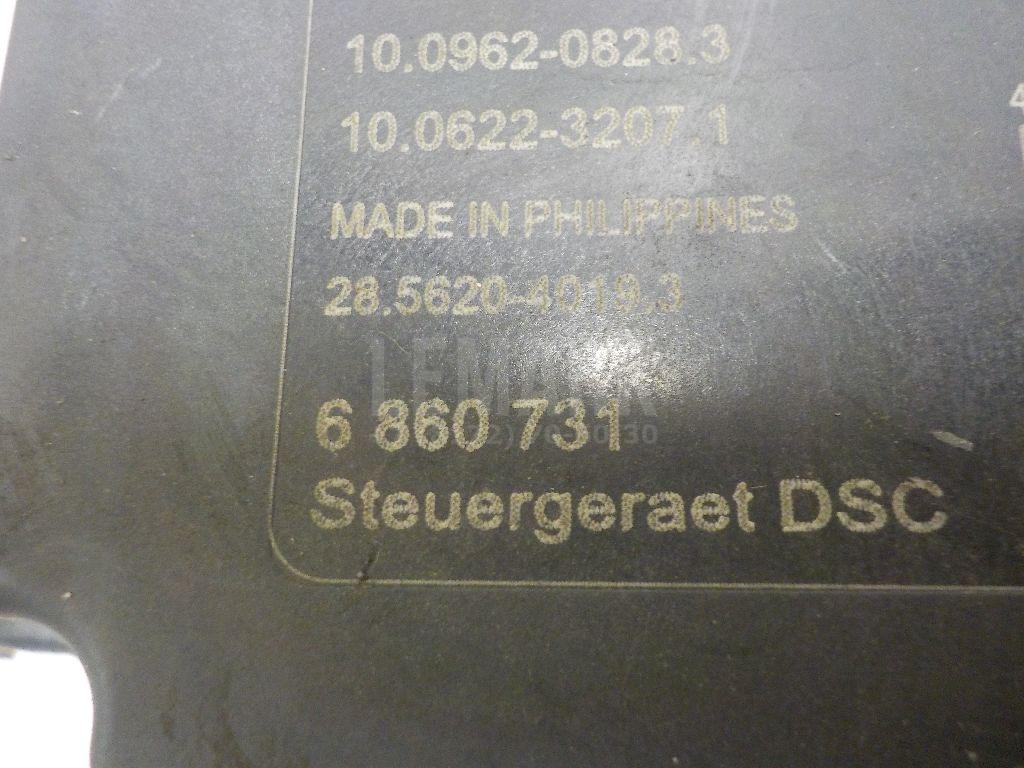 10.0962-0828.3
10.0622-3207.1
MADE IN PHILIPPINES
28.5620-4019.3
6 860 731
Steuergeraet DSC